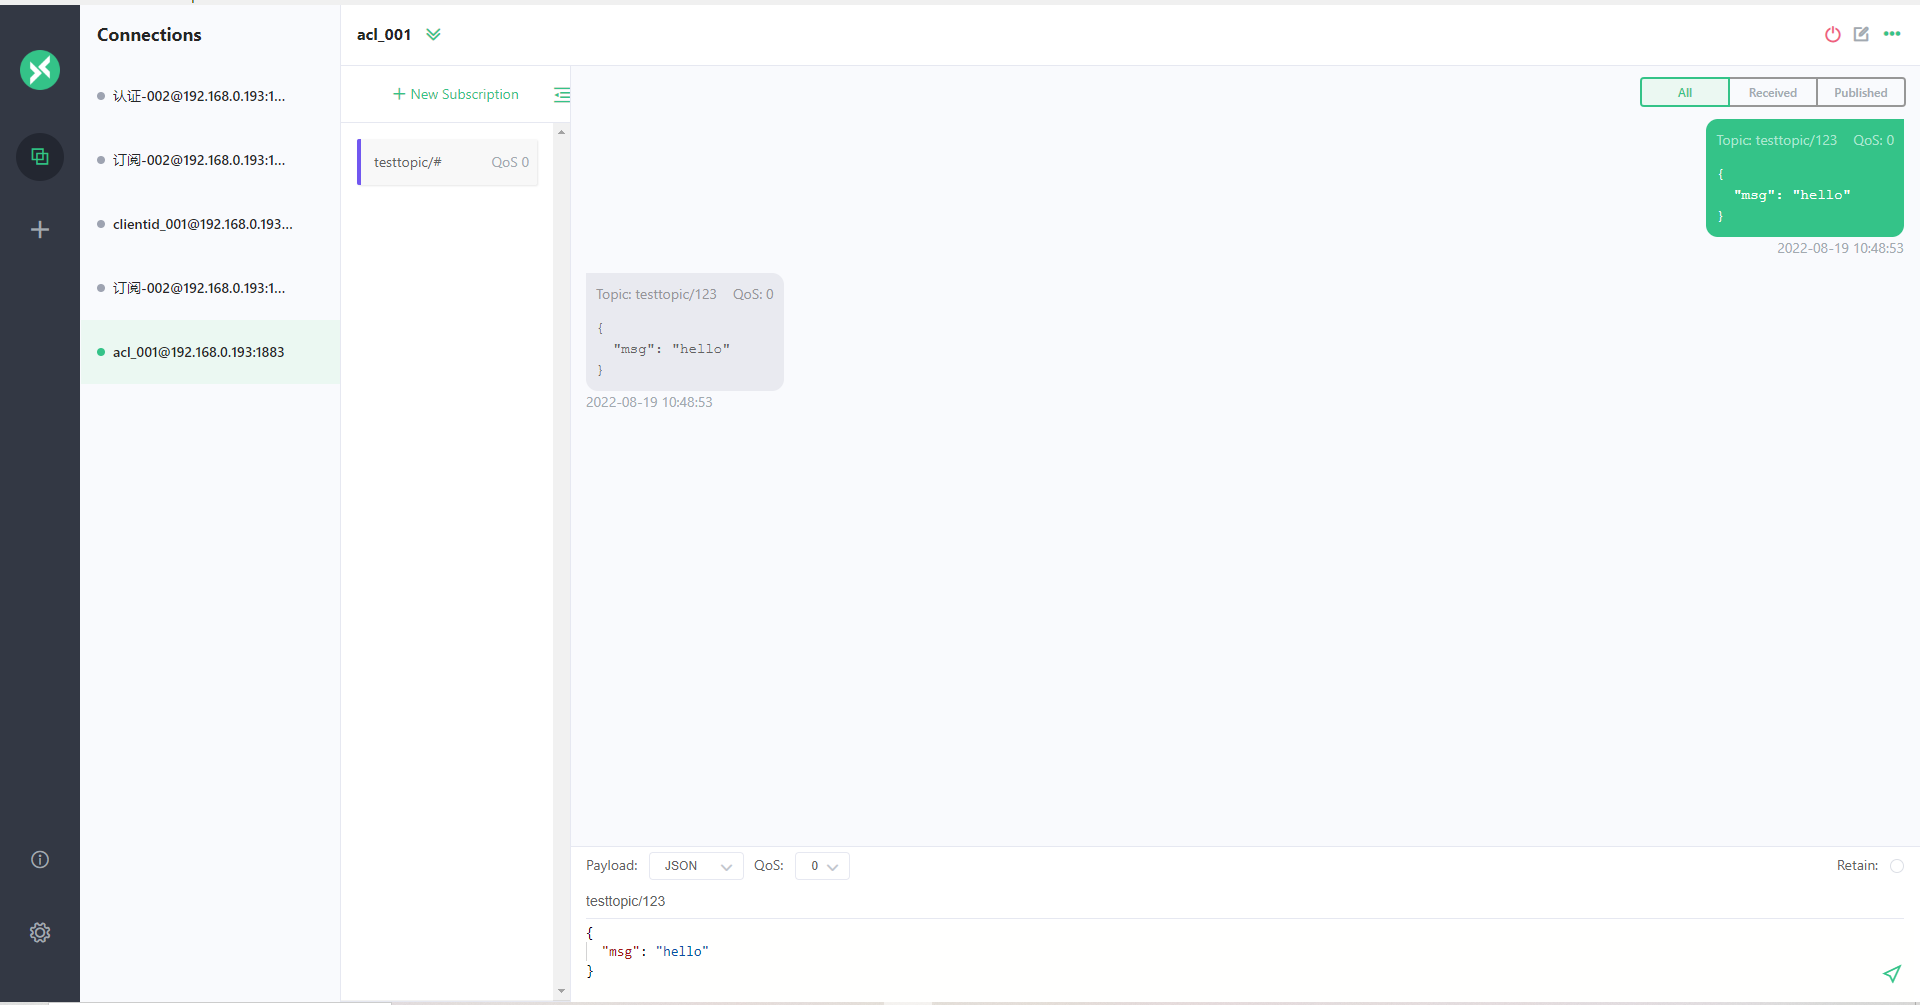 Connections
认证-002@192.168.0.193:1...
订阅-002@192.168.0.193:1...
clientid_001@192.168.0.193...
订阅-002@192.168.0.193:1...
acl_001@192.168.0.193:1883
acl_001
New Subscription
testtopic/# QoS 0
All Received Published
Topic: testtopic/123 QoS: 0
{
"msg": "hello"
}
2022-08-19 10:48:53
Topic: testtopic/123 QoS: 0
{
"msg": "hello"
}
2022-08-19 10:48:53
Payload: JSON QoS: 0 Retain:
testtopic/123
{
"msg": "hello"
}